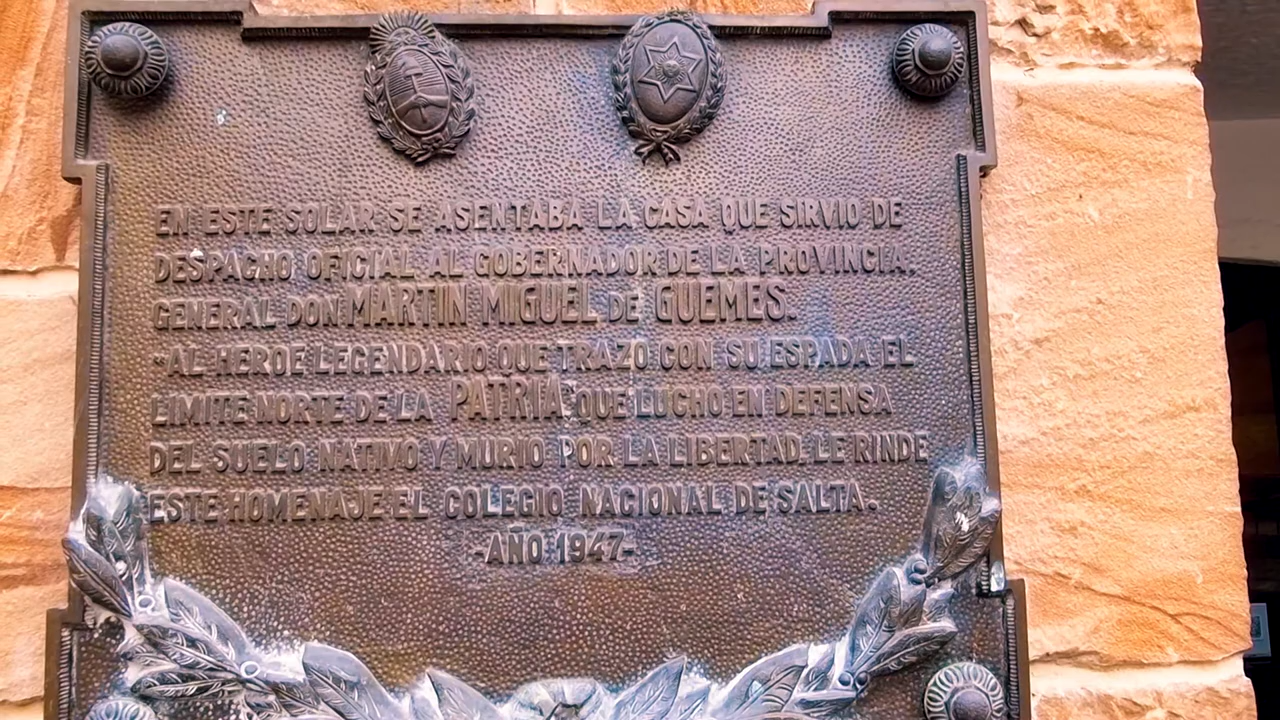 EN ESTE SOLAR SE ASENTABA LA CASA QUE SIRVIO DE
DESPACHO OFICIAL AL GOBERNADOR DE LA PROVINCIA,
GENERAL DON MARTIN MIGUEL DE GUEMES.
"AL HEROE LEGENDARIO QUE TRAZO CON SU ESPADA EL
LIMITE NORTE DE LA PATRIA, QUE LUCHO EN DEFENSA
DEL SUELO NATIVO Y MURIO POR LA LIBERTAD. LE RINDE
ESTE HOMENAJE EL COLEGIO NACIONAL DE SALTA.
-AÑO 1947-